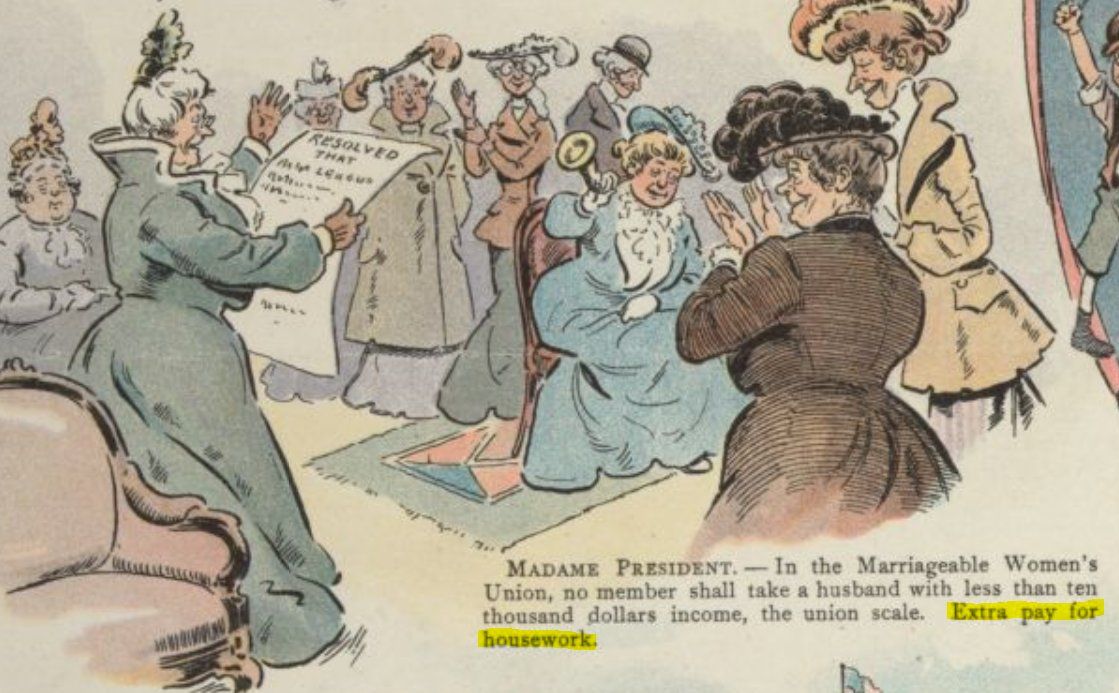 RESOLVED
THAT
LEAGUE
MADAME PRESIDENT. — In the Marriageable Women's
Union, no member shall take a husband with less than ten
thousand dollars income, the union scale. Extra pay for
housework.